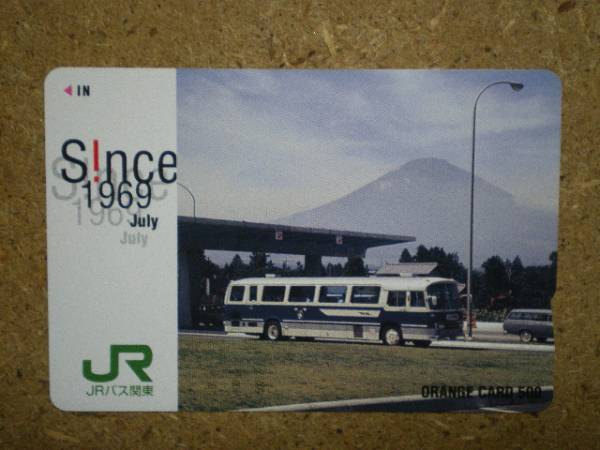 ◀ IN
S!nce
1969
July
JR
JRバス関東
ORANGE CARD 500